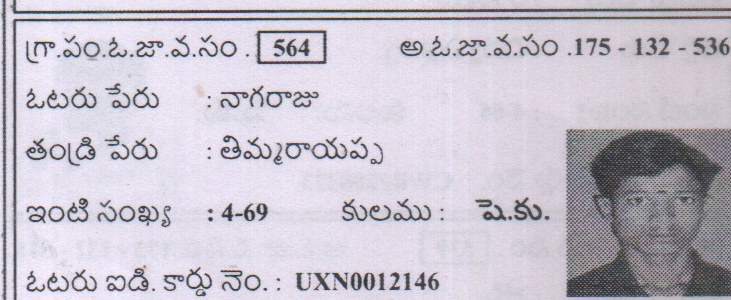 గ్రా.పం.ఓ.జా.వ.సం . 564 అ.ఓ.జా.వ.సం .175 - 132 - 536
ఓటరు పేరు : నాగరాజు
తండ్రి పేరు : తిమ్మరాయప్ప
ఇంటి సంఖ్య : 4-69 కులము : షె.కు.
ఓటరు ఐడి. కార్డు నెం. : UXN0012146